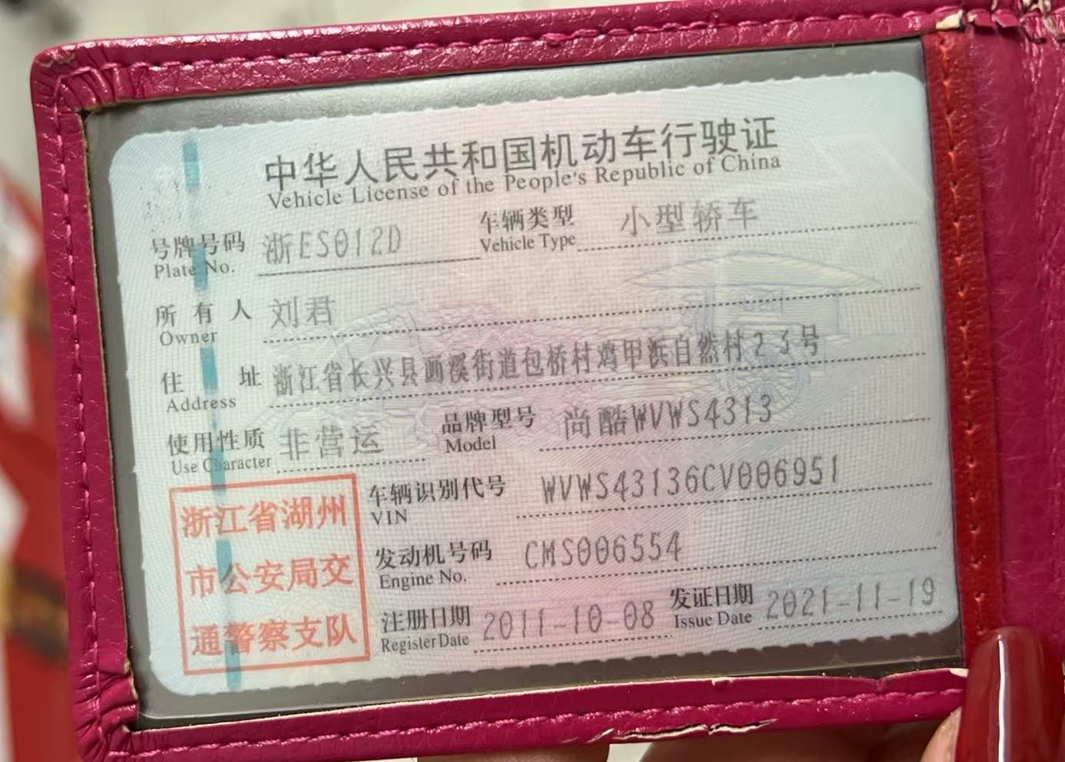 中华人民共和国机动车行驶证
Vehicle License of the People's Republic of China
号牌号码 浙ES012D 车辆类型 小型轿车
Plate No. Vehicle Type
所有人 刘君
Owner
住址 浙江省长兴县画溪街道包桥村鸡甲浜自然村23号
Address
使用性质 非营运 品牌型号 尚酷WVWS4313
Use Character Model
浙江省湖州
市公安局交
通警察支队
车辆识别代号 WVWS43136CV006951
VIN
发动机号码 CMS006554
Engine No.
注册日期 2011-10-08 发证日期 2021-11-19
Register Date Issue Date